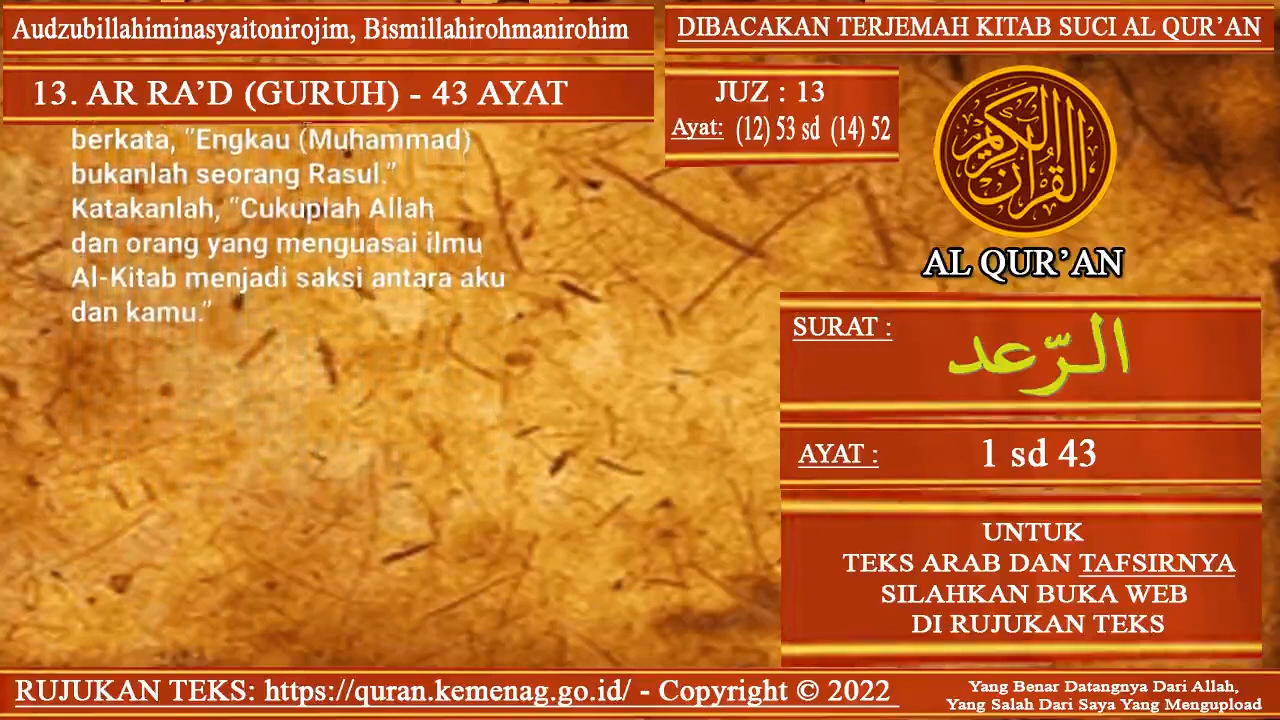 Audzubillahiminasyaitonirojim, Bismillahirohmanirohim
13. AR RA’D (GURUH) - 43 AYAT
berkata, “Engkau (Muhammad)
bukanlah seorang Rasul.”
Katakanlah, “Cukuplah Allah
dan orang yang menguasai ilmu
Al-Kitab menjadi saksi antara aku
dan kamu.”
DIBACAKAN TERJEMAH KITAB SUCI AL QUR’AN
JUZ : 13
Ayat: (12) 53 sd (14) 52
القرآن الكريم
AL QUR’AN
SURAT : الرّعد
AYAT : 1 sd 43
UNTUK
TEKS ARAB DAN TAFSIRNYA
SILAHKAN BUKA WEB
DI RUJUKAN TEKS
RUJUKAN TEKS: https://quran.kemenag.go.id/ - Copyright © 2022
Yang Benar Datangnya Dari Allah,
Yang Salah Dari Saya Yang Mengupload